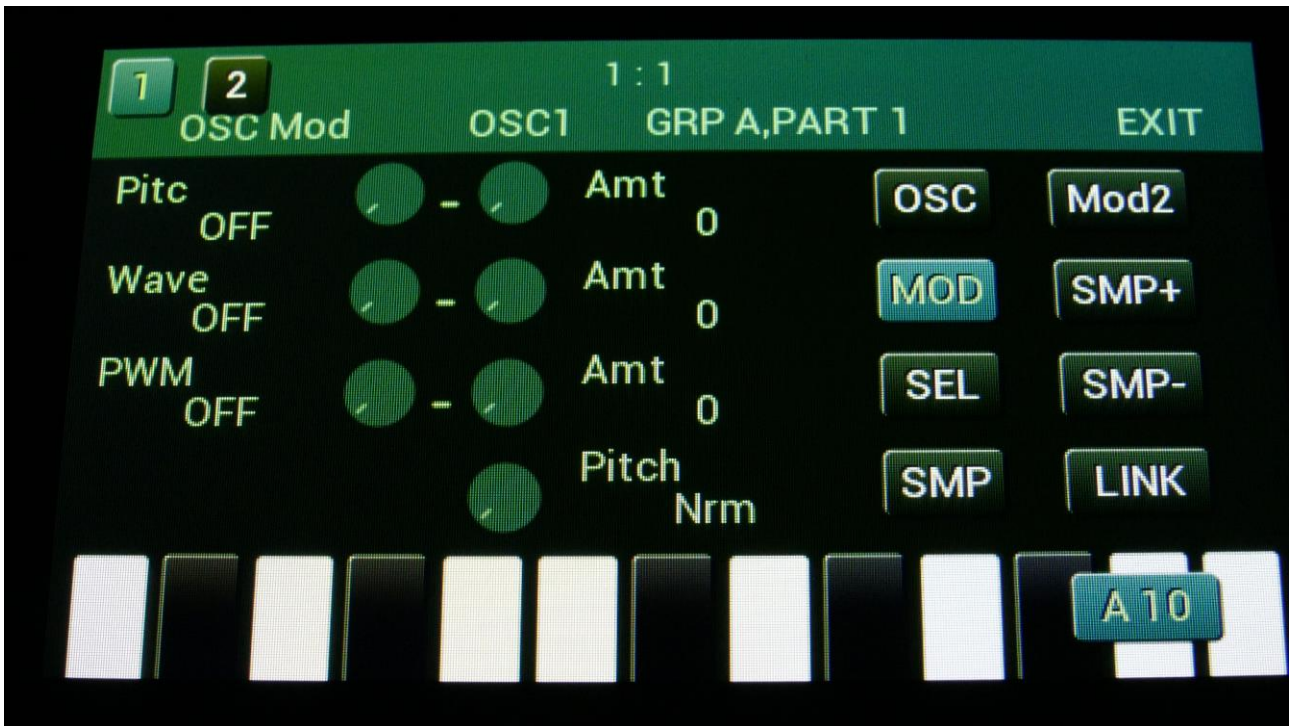 1 2 1 : 1
OSC Mod OSC1 GRP A,PART 1 EXIT
Pitc Amt OSC Mod2
OFF 0
Wave Amt MOD SMP+
OFF 0
PWM Amt SEL SMP-
OFF 0
Pitch SMP LINK
Nrm
A 10